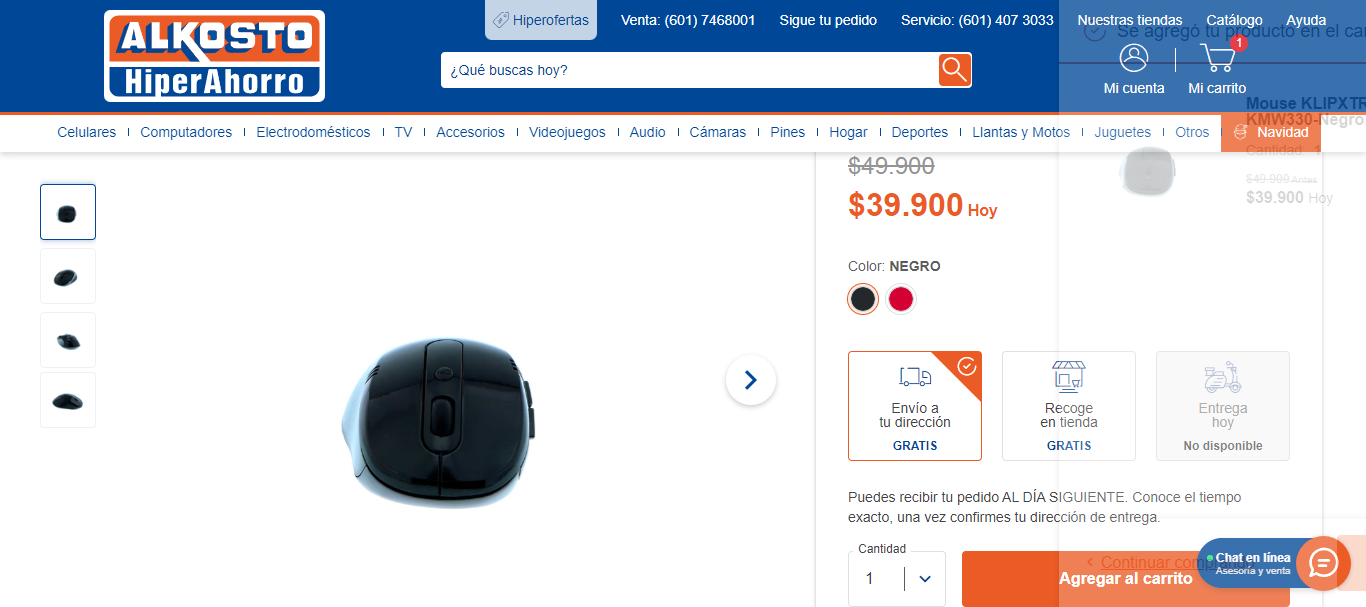 ALKOSTO
HiperAhorro
Hiperofertas
Venta: (601) 7468001
Sigue tu pedido
Servicio: (601) 407 3033
Nuestras tiendas
Catálogo
Ayuda
Se agregó tu producto en el car
¿Qué buscas hoy?
1
Mi cuenta
Mi carrito
Celulares
Computadores
Electrodomésticos
TV
Accesorios
Videojuegos
Audio
Cámaras
Pines
Hogar
Deportes
Llantas y Motos
Juguetes
Otros
Navidad
Mouse KLIPXTR
KMW330-Negro
Cantidad: 1
$49.900 Antes
$39.900 Hoy
$49.900
$39.900 Hoy
Color: NEGRO
Envío a
tu dirección
GRATIS
Recoge
en tienda
GRATIS
Entrega
hoy
No disponible
Puedes recibir tu pedido AL DÍA SIGUIENTE. Conoce el tiempo
exacto, una vez confirmes tu dirección de entrega.
Cantidad
1
Agregar al carrito
Continuar comprando
Chat en línea
Asesoría y venta